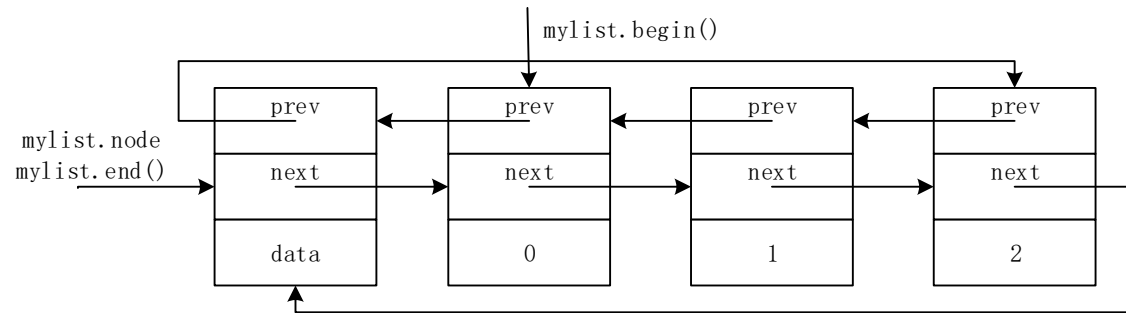 mylist.begin()
prev
prev
prev
prev
mylist.node
mylist.end()
next
next
next
next
data
0
1
2